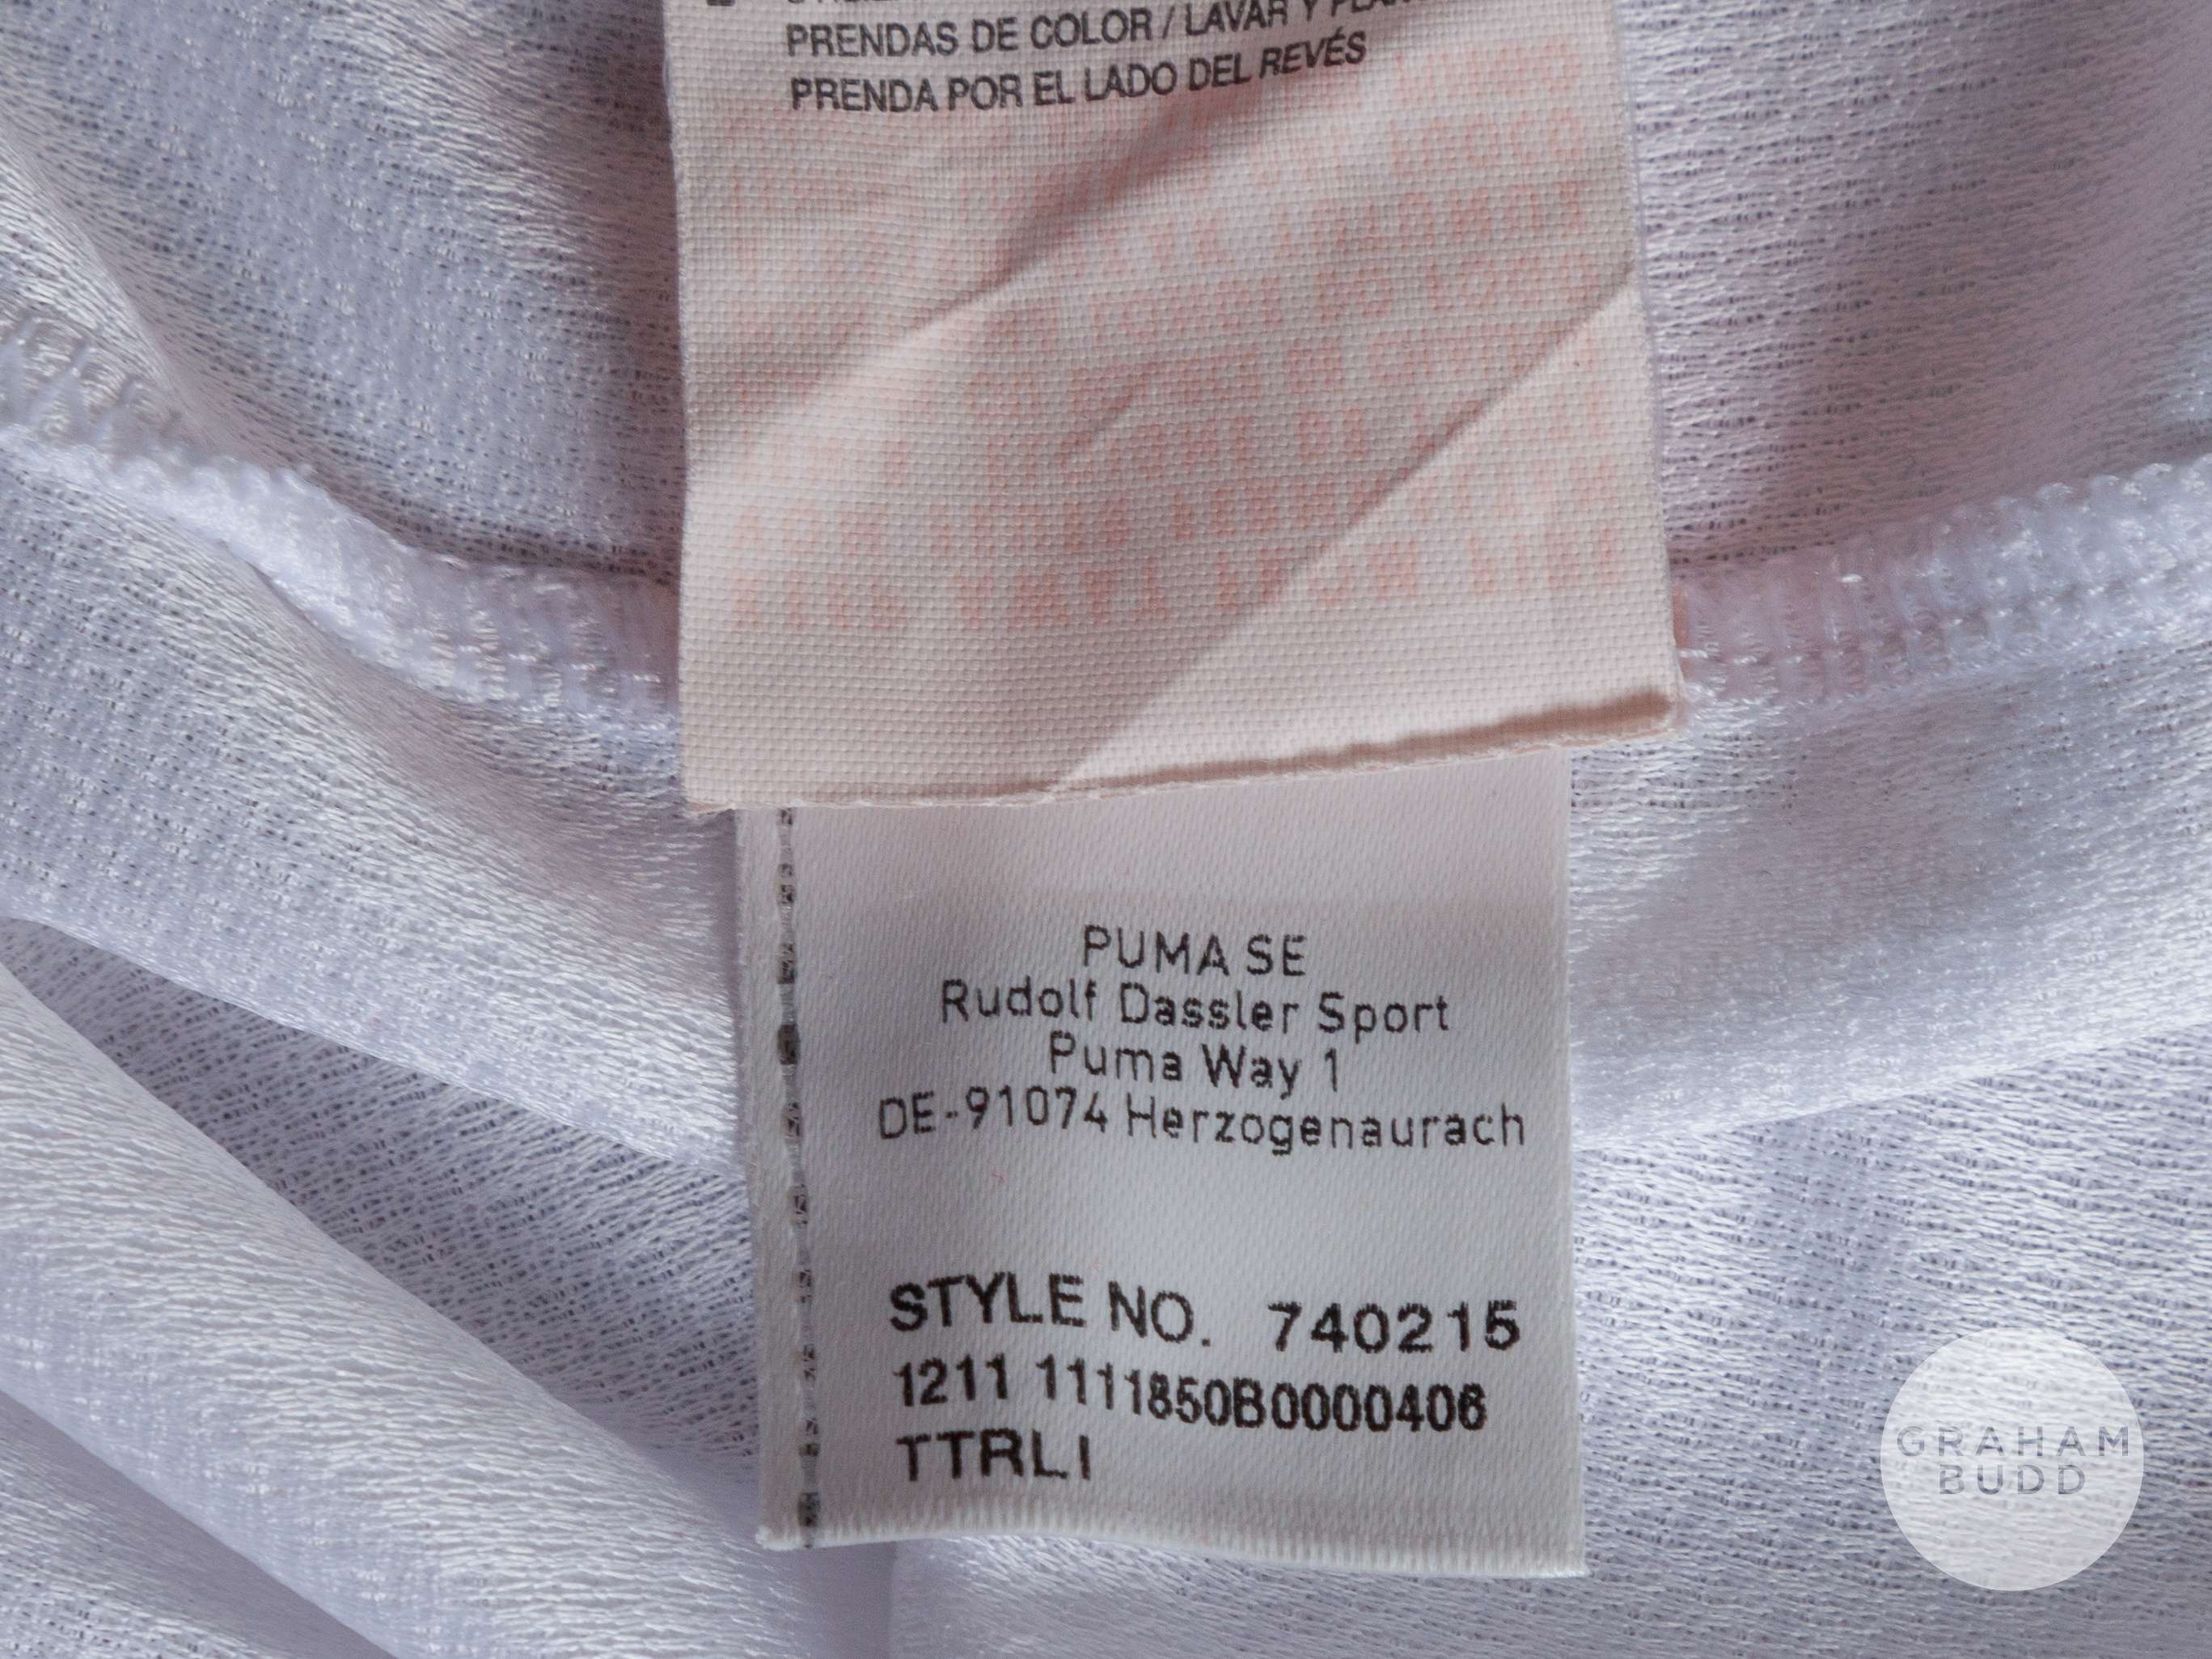 PRENDAS DE COLOR / LAVAR Y
PRENDA POR EL LADO DEL REVÉS
PUMA SE
Rudolf Dassler Sport
Puma Way 1
DE-91074 Herzogenaurach
STYLE NO. 740215
1211 1111850B0000406
TTRLI
GRAHAM
BUDD